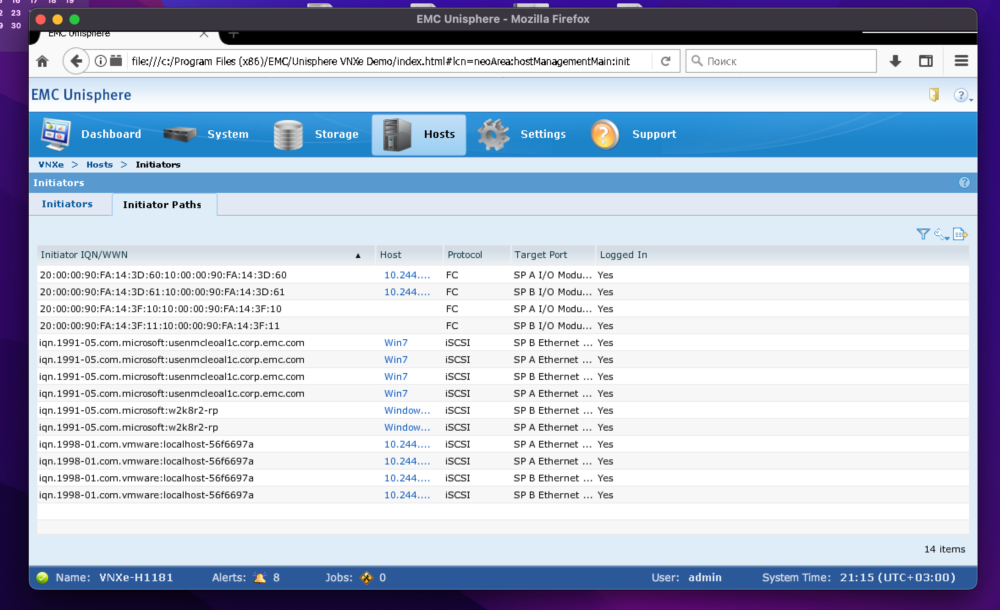 16 17 18 19
23
30
EMC Unisphere - Mozilla Firefox
EMC Unisphere
file:///c:/Program Files (x86)/EMC/Unisphere VNXe Demo/index.html#lcn=neoArea:hostManagementMain:init
Поиск
EMC Unisphere
Dashboard System Storage Hosts Settings Support
VNXe > Hosts > Initiators
Initiators
Initiators Initiator Paths
Initiator IQN/WWN Host Protocol Target Port Logged In
20:00:00:90:FA:14:3D:60:10:00:00:90:FA:14:3D:60 10.244.... FC SP A I/O Modu... Yes
20:00:00:90:FA:14:3D:61:10:00:00:90:FA:14:3D:61 10.244.... FC SP B I/O Modu... Yes
20:00:00:90:FA:14:3F:10:10:00:00:90:FA:14:3F:10 FC SP A I/O Modu... Yes
20:00:00:90:FA:14:3F:11:10:00:00:90:FA:14:3F:11 FC SP B I/O Modu... Yes
iqn.1991-05.com.microsoft:usenmcleoal1c.corp.emc.com Win7 iSCSI SP B Ethernet ... Yes
iqn.1991-05.com.microsoft:usenmcleoal1c.corp.emc.com Win7 iSCSI SP A Ethernet ... Yes
iqn.1991-05.com.microsoft:usenmcleoal1c.corp.emc.com Win7 iSCSI SP B Ethernet ... Yes
iqn.1991-05.com.microsoft:usenmcleoal1c.corp.emc.com Win7 iSCSI SP A Ethernet ... Yes
iqn.1991-05.com.microsoft:w2k8r2-rp Window... iSCSI SP B Ethernet ... Yes
iqn.1991-05.com.microsoft:w2k8r2-rp Window... iSCSI SP A Ethernet ... Yes
iqn.1998-01.com.vmware:localhost-56f6697a 10.244.... iSCSI SP A Ethernet ... Yes
iqn.1998-01.com.vmware:localhost-56f6697a 10.244.... iSCSI SP A Ethernet ... Yes
iqn.1998-01.com.vmware:localhost-56f6697a 10.244.... iSCSI SP B Ethernet ... Yes
iqn.1998-01.com.vmware:localhost-56f6697a 10.244.... iSCSI SP B Ethernet ... Yes
14 items
Name: VNXe-H1181 Alerts: 8 Jobs: 0 User: admin System Time: 21:15 (UTC+03:00)